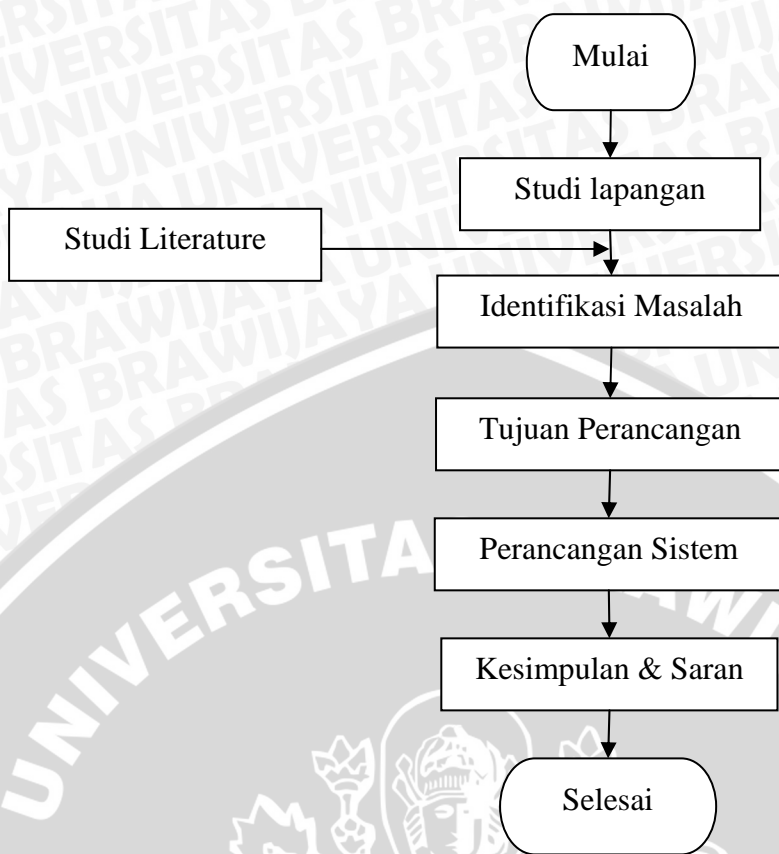 Mulai
Studi lapangan
Studi Literature
Identifikasi Masalah
Tujuan Perancangan
Perancangan Sistem
Kesimpulan & Saran
Selesai